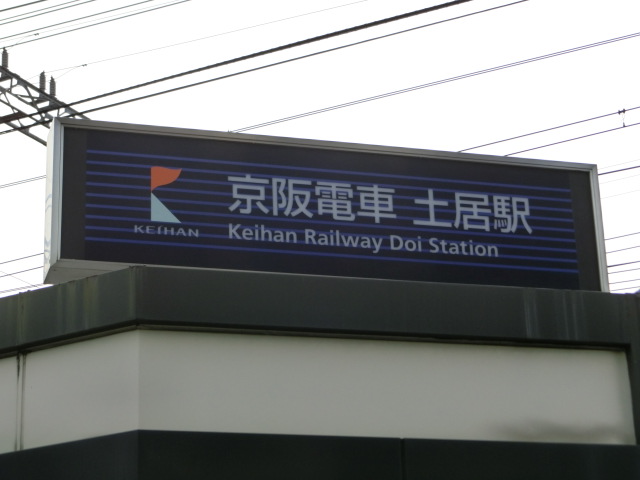 京阪電車 土居駅
KEIHAN
Keihan Railway Doi Station